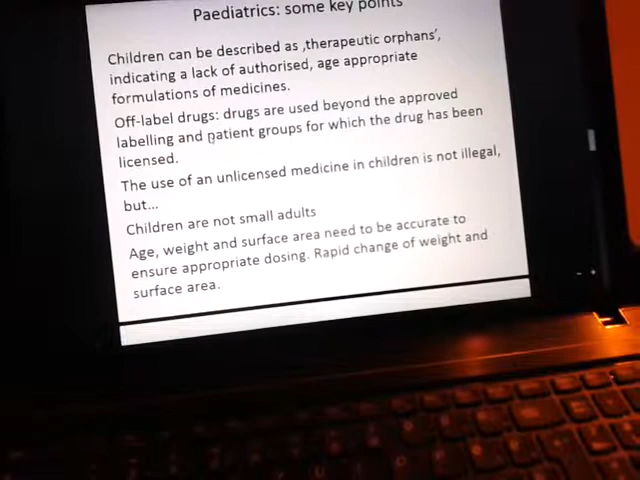 Paediatrics: some key points
Children can be described as ‚therapeutic orphans',
indicating a lack of authorised, age appropriate
formulations of medicines.
Off-label drugs: drugs are used beyond the approved
labelling and patient groups for which the drug has been
licensed.
The use of an unlicensed medicine in children is not illegal,
but...
Children are not small adults
Age, weight and surface area need to be accurate to
ensure appropriate dosing. Rapid change of weight and
surface area.